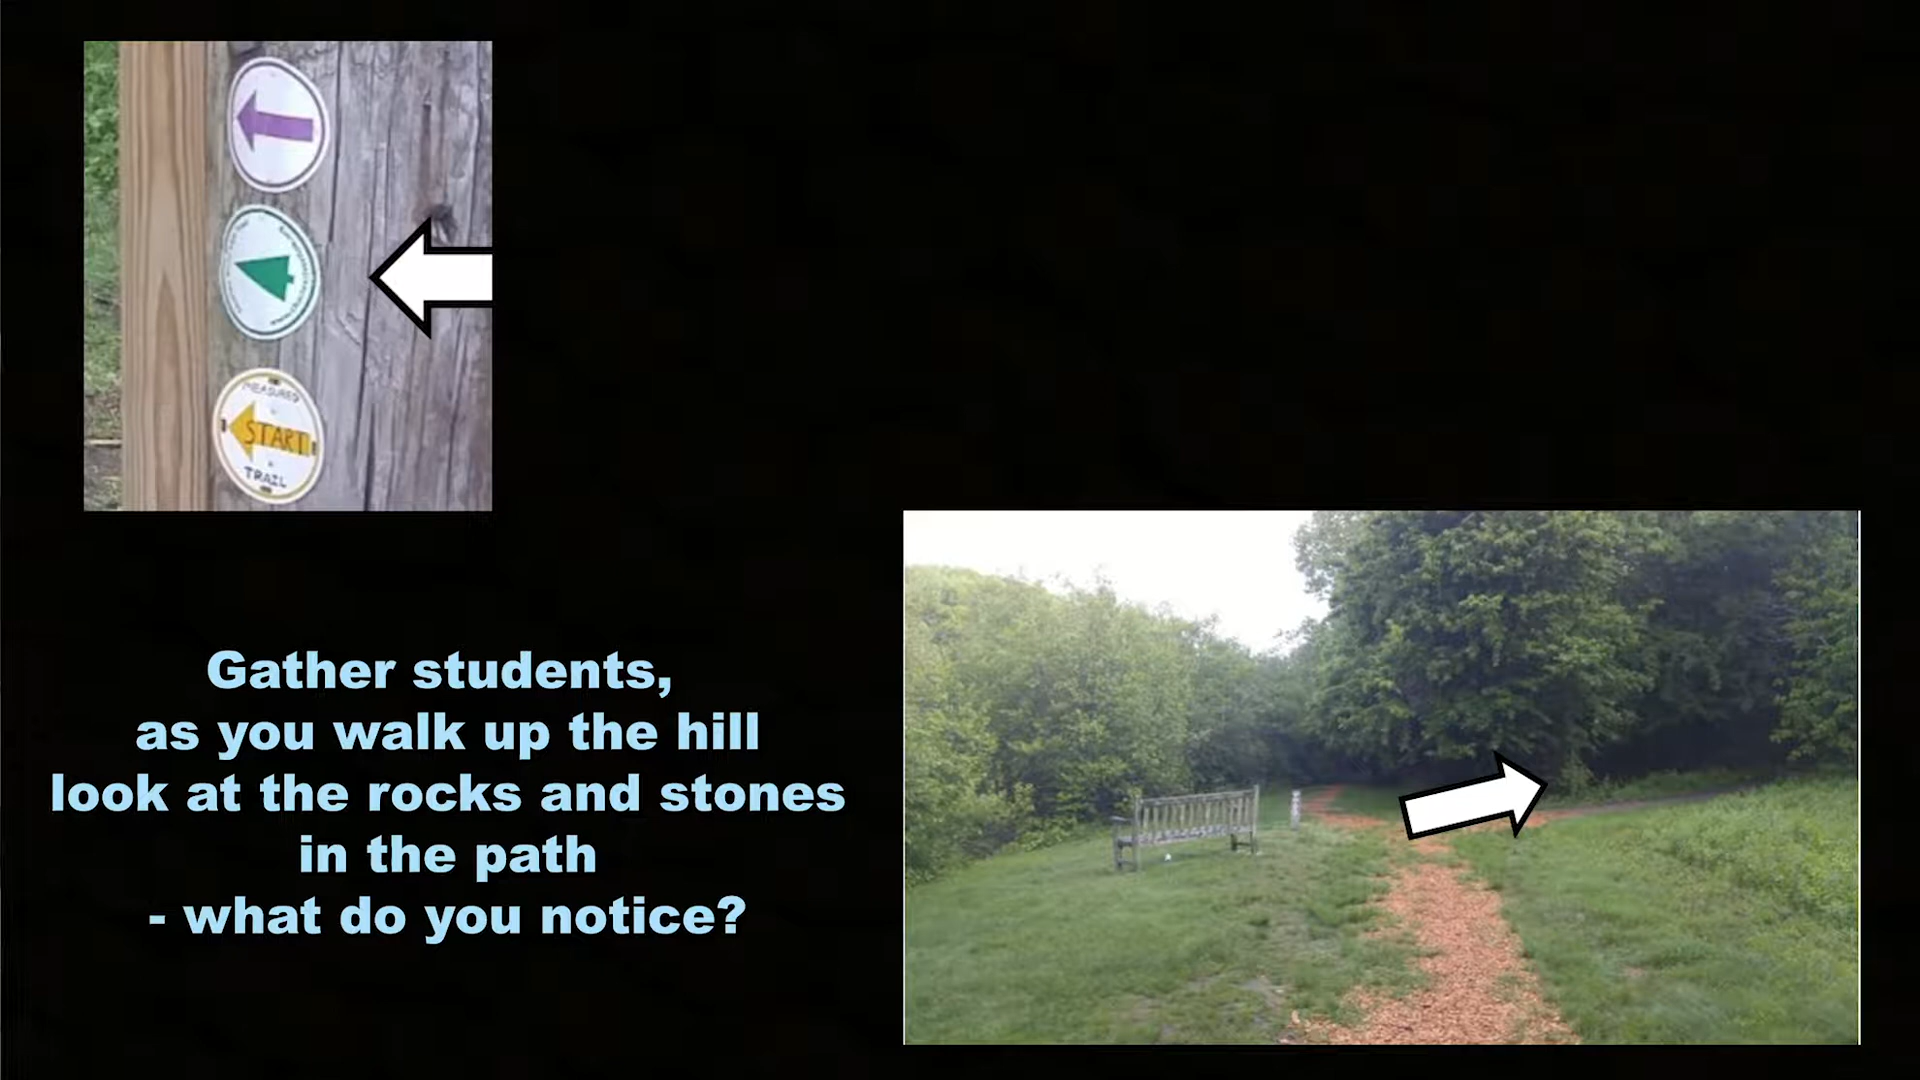 MEASURED
START
TRAIL
Gather students,
as you walk up the hill
look at the rocks and stones
in the path
- what do you notice?